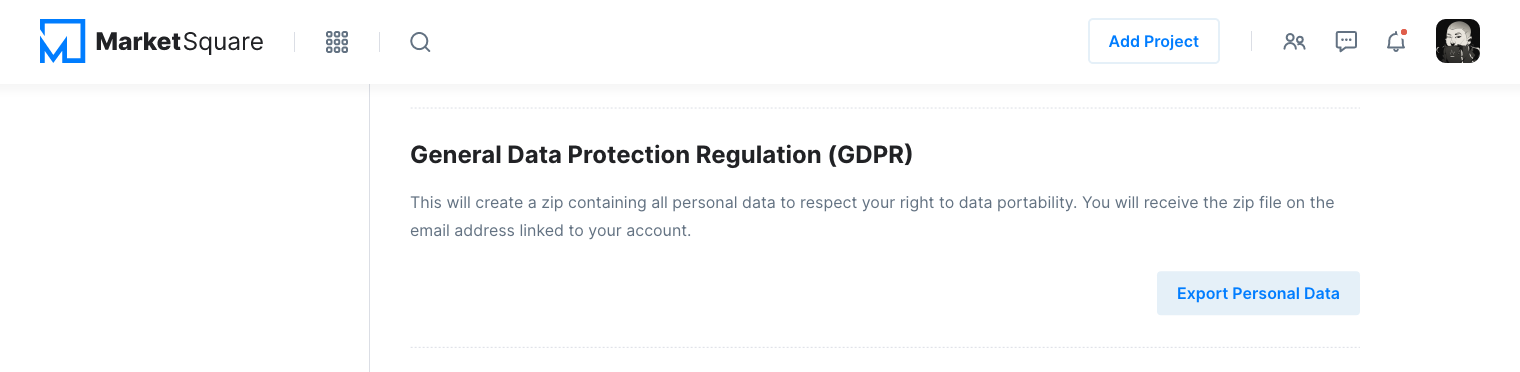 MarketSquare
Add Project
General Data Protection Regulation (GDPR)
This will create a zip containing all personal data to respect your right to data portability. You will receive the zip file on the
email address linked to your account.
Export Personal Data